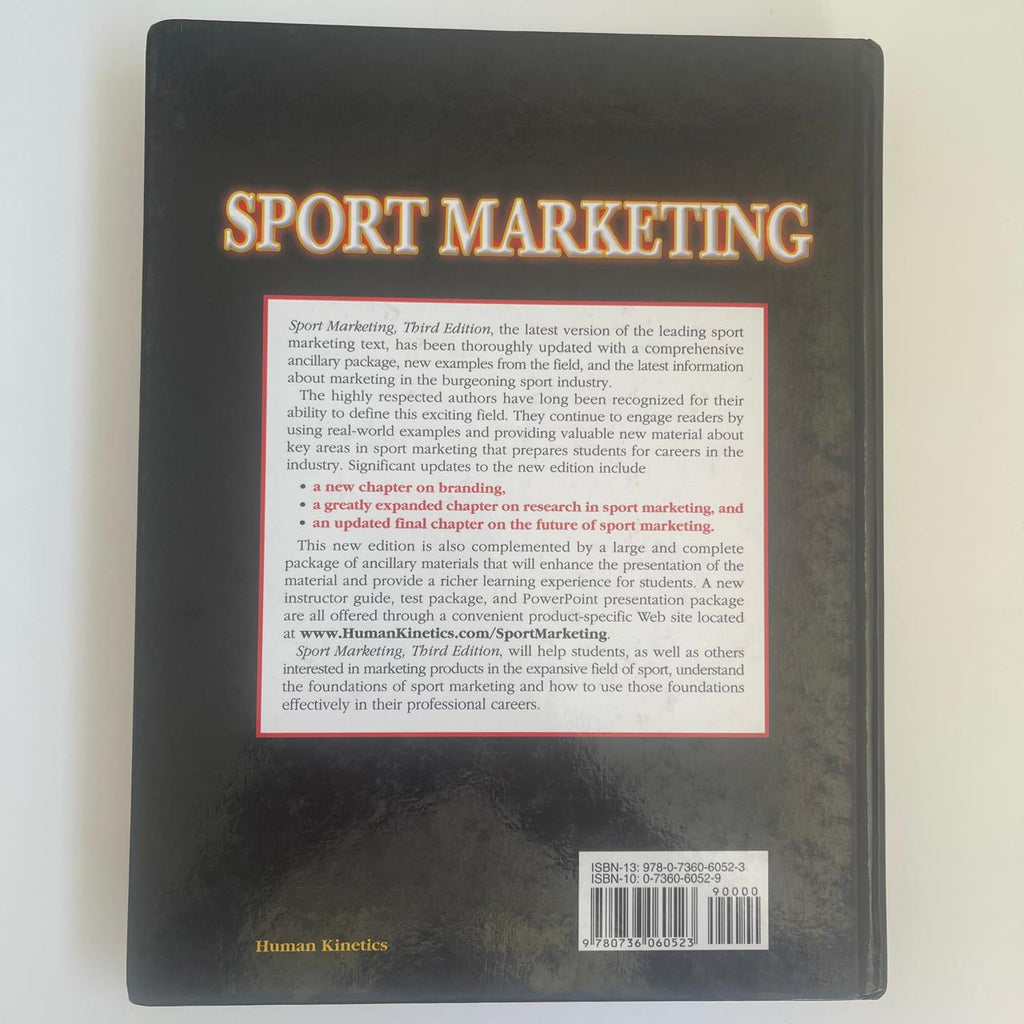 SPORT MARKETING
Sport Marketing, Third Edition, the latest version of the leading sport
marketing text, has been thoroughly updated with a comprehensive
ancillary package, new examples from the field, and the latest information
about marketing in the burgeoning sport industry.
The highly respected authors have long been recognized for their
ability to define this exciting field. They continue to engage readers by
using real-world examples and providing valuable new material about
key areas in sport marketing that prepares students for careers in the
industry. Significant updates to the new edition include
• a new chapter on branding,
• a greatly expanded chapter on research in sport marketing, and
• an updated final chapter on the future of sport marketing.
This new edition is also complemented by a large and complete
package of ancillary materials that will enhance the presentation of the
material and provide a richer learning experience for students. A new
instructor guide, test package, and PowerPoint presentation package
are all offered through a convenient product-specific Web site located
at www.HumanKinetics.com/SportMarketing.
Sport Marketing, Third Edition, will help students, as well as others
interested in marketing products in the expansive field of sport, understand
the foundations of sport marketing and how to use those foundations
effectively in their professional careers.
ISBN-13: 978-0-7360-6052-3
ISBN-10: 0-7360-6052-9
90000
9 780736 060523
Human Kinetics